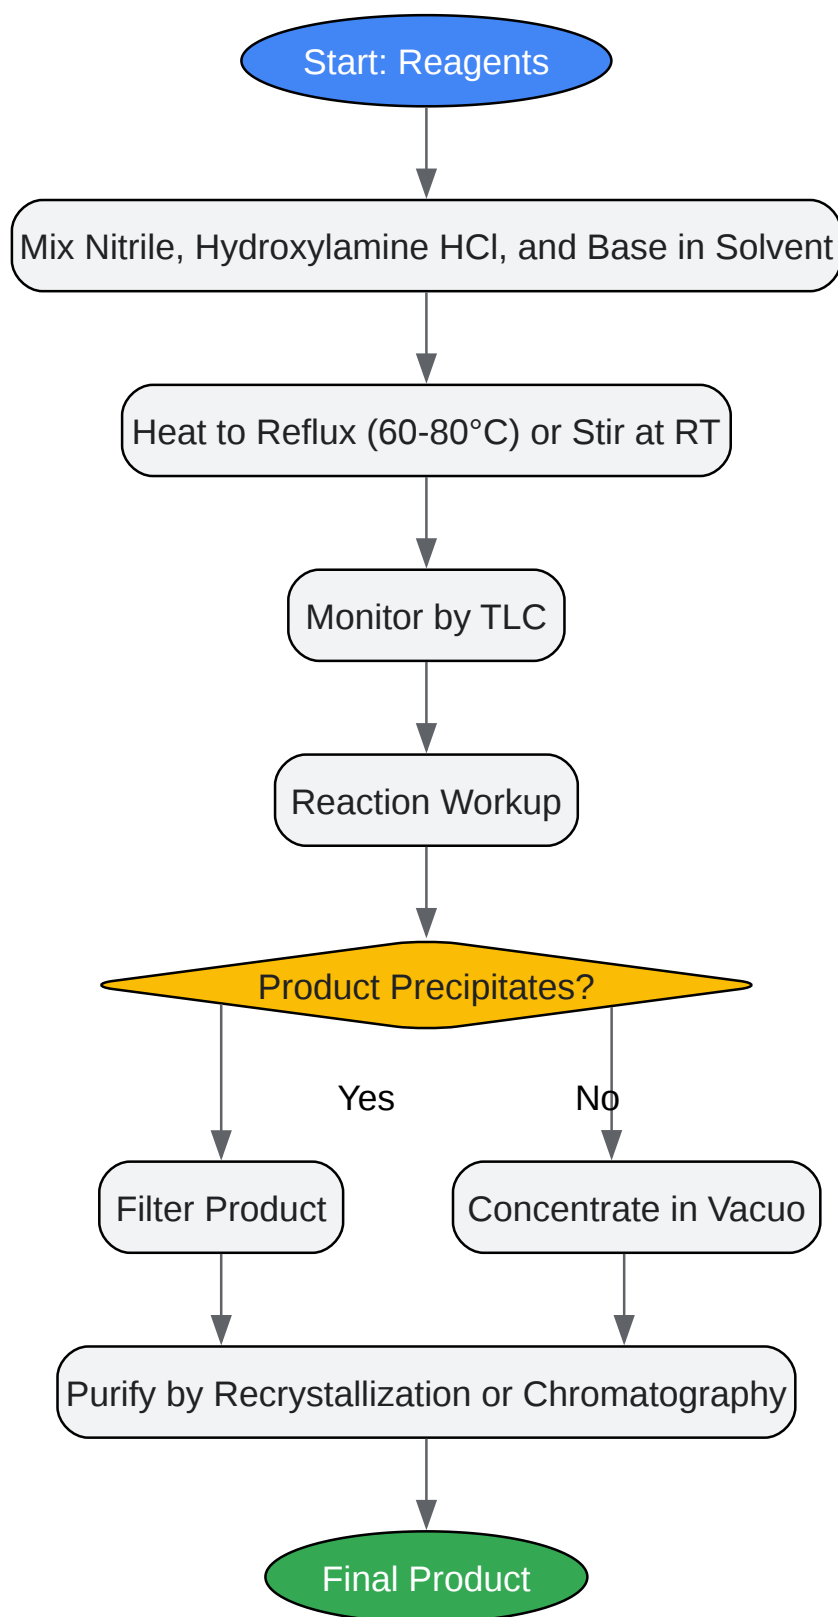 Start: Reagents
Mix Nitrile, Hydroxylamine HCl, and Base in Solvent
Heat to Reflux (60-80°C) or Stir at RT
Monitor by TLC
Reaction Workup
Product Precipitates?
Yes
No
Filter Product
Concentrate in Vacuo
Purify by Recrystallization or Chromatography
Final Product